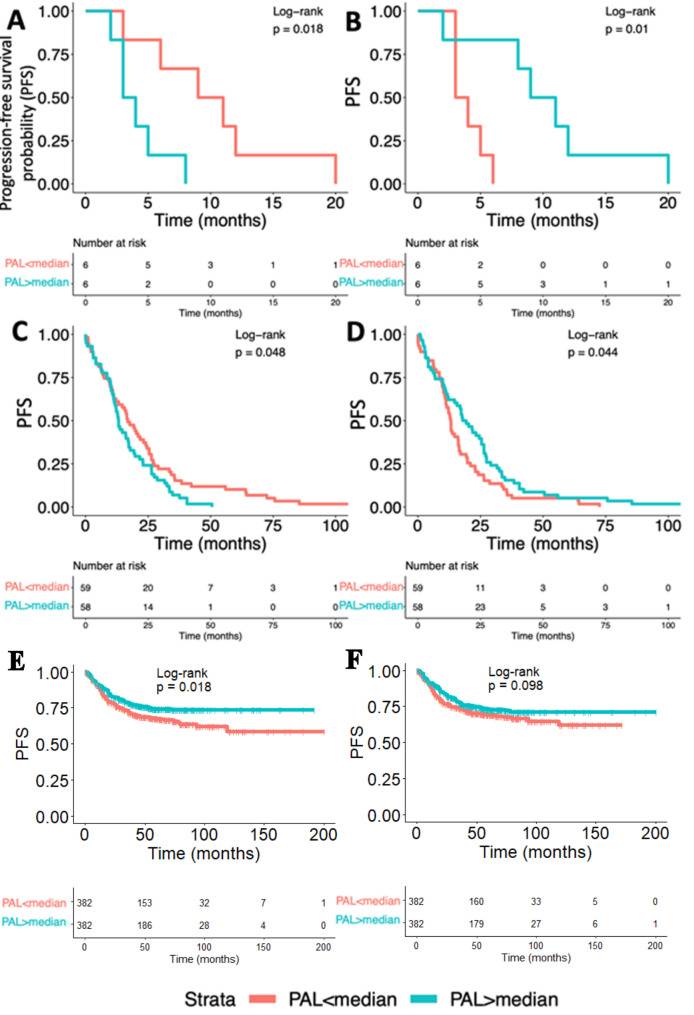 A
Progression-free survival
probability (PFS)
1.00
0.75
0.50
0.25
0.00
Log-rank
p = 0.018
0 5 10 15 20
Time (months)
Number at risk
PAL<median 6 5 3 1 1
PAL>median 6 2 0 0 0
0 5 10 15 20
Time (months)
B
PFS
1.00
0.75
0.50
0.25
0.00
Log-rank
p = 0.01
0 5 10 15 20
Time (months)
Number at risk
PAL<median 6 2 0 0 0
PAL>median 6 5 3 1 1
0 5 10 15 20
Time (months)
C
PFS
1.00
0.75
0.50
0.25
0.00
Log-rank
p = 0.048
0 25 50 75 100
Time (months)
Number at risk
PAL<median 59 20 7 3 1
PAL>median 58 14 1 0 0
0 25 50 75 100
Time (months)
D
PFS
1.00
0.75
0.50
0.25
0.00
Log-rank
p = 0.044
0 25 50 75 100
Time (months)
Number at risk
PAL<median 59 11 3 0 0
PAL>median 58 23 5 3 1
0 25 50 75 100
Time (months)
E
PFS
1.00
0.75
0.50
0.25
0.00
Log-rank
p = 0.018
0 50 100 150 200
Time (months)
PAL<median 382 153 32 7 1
PAL>median 382 186 28 4 0
0 50 100 150 200
Time (months)
F
PFS
1.00
0.75
0.50
0.25
0.00
Log-rank
p = 0.098
0 50 100 150 200
Time (months)
PAL<median 382 160 33 5 0
PAL>median 382 179 27 6 1
0 50 100 150 200
Time (months)
Strata PAL<median PAL>median